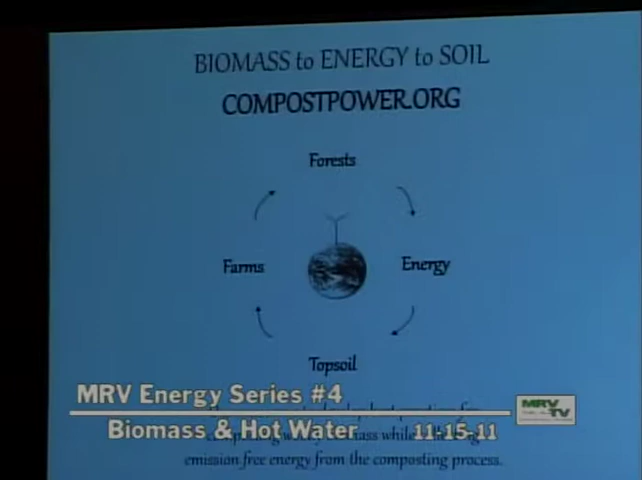 BIOMASS to ENERGY to SOIL
COMPOSTPOWER.ORG
Forests
Farms
Energy
Topsoil
MRV Energy Series #4
MRV
TV
Biomass & Hot Water 11-15-11
emission free energy from the composting process.